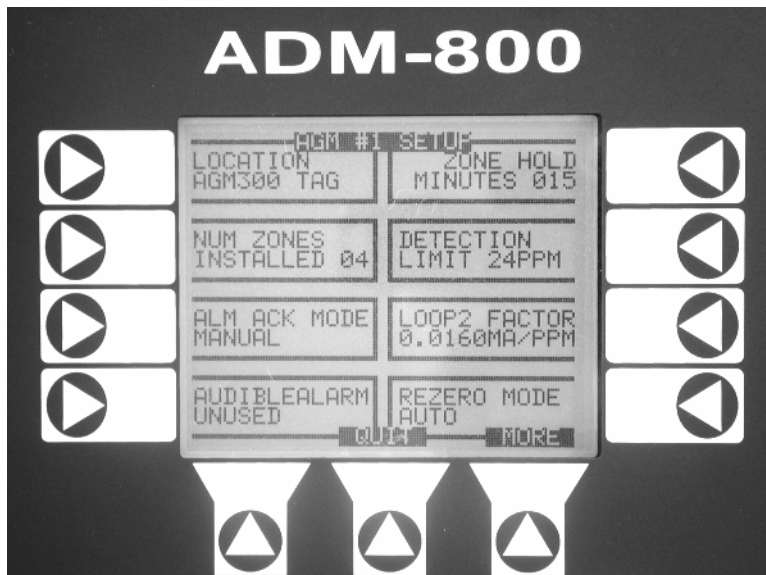 ADM-800
AGM #1 SETUP
LOCATION
AGM300 TAG
ZONE HOLD
MINUTES 015
NUM ZONES
INSTALLED 04
DETECTION
LIMIT 24PPM
ALM ACK MODE
MANUAL
LOOP2 FACTOR
0.0160MA/PPM
AUDIBLEALARM
UNUSED
REZERO MODE
AUTO
QUIT
MORE